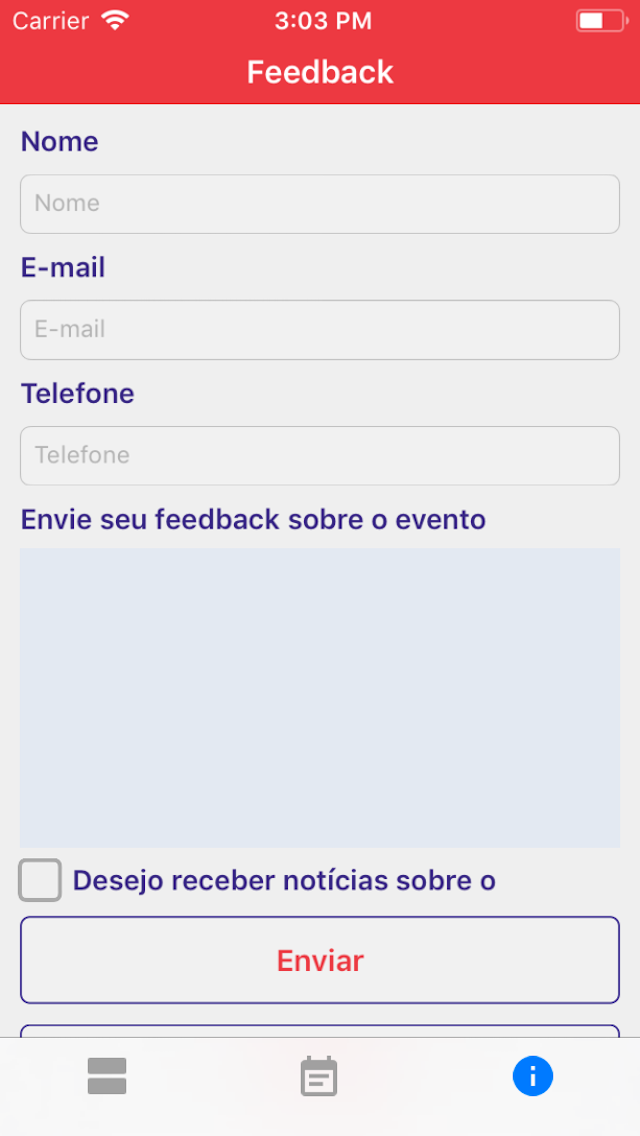 Carrier 3:03 PM
Feedback
Nome
Nome
E-mail
E-mail
Telefone
Telefone
Envie seu feedback sobre o evento
Desejo receber notícias sobre o
Enviar